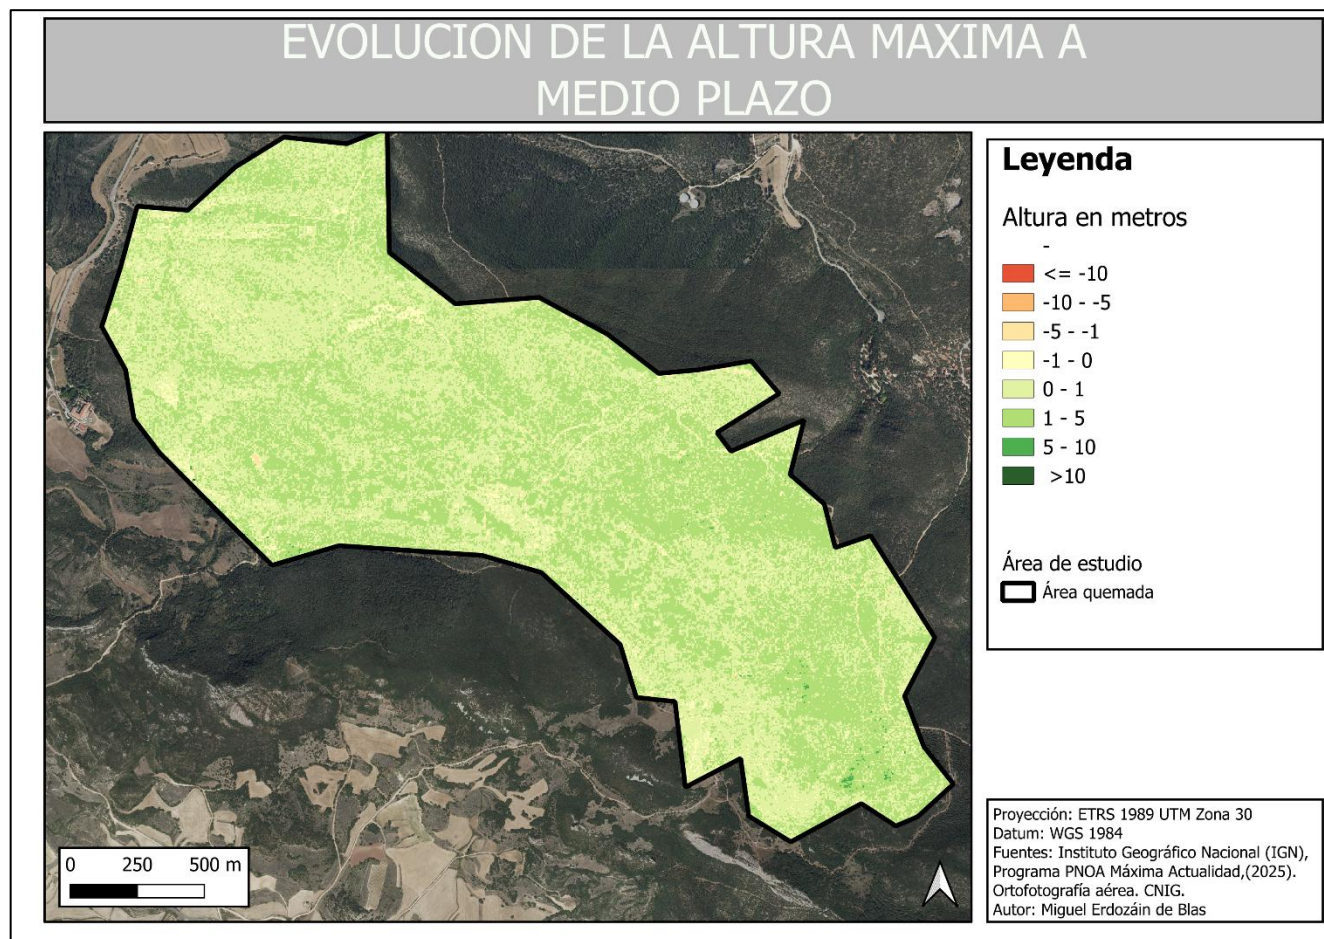 EVOLUCION DE LA ALTURA MAXIMA A
MEDIO PLAZO
Leyenda
Altura en metros
-
<= -10
-10 - -5
-5 - -1
-1 - 0
0 - 1
1 - 5
5 - 10
>10
Área de estudio
Área quemada
0 250 500 m
Proyección: ETRS 1989 UTM Zona 30
Datum: WGS 1984
Fuentes: Instituto Geográfico Nacional (IGN),
Programa PNOA Máxima Actualidad,(2025).
Ortofotografía aérea. CNIG.
Autor: Miguel Erdozáin de Blas